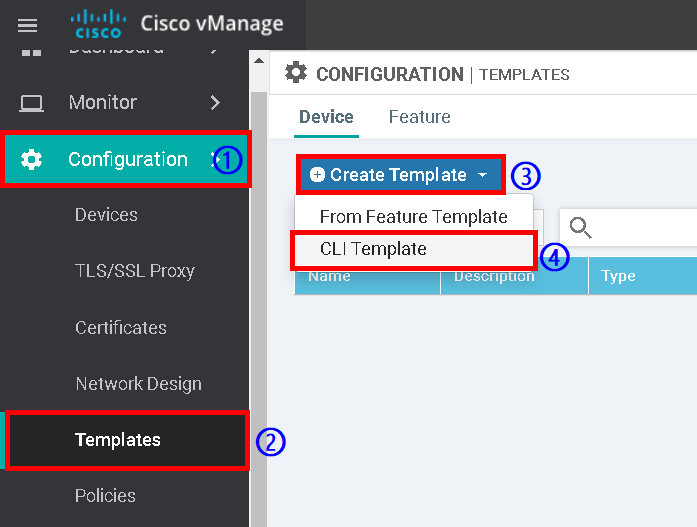 cisco Cisco vManage
Dashboard
Monitor
Configuration ①
Devices
TLS/SSL Proxy
Certificates
Network Design
Templates ②
Policies
CONFIGURATION | TEMPLATES
Device Feature
Create Template ③
From Feature Template
CLI Template ④
Name Description Type